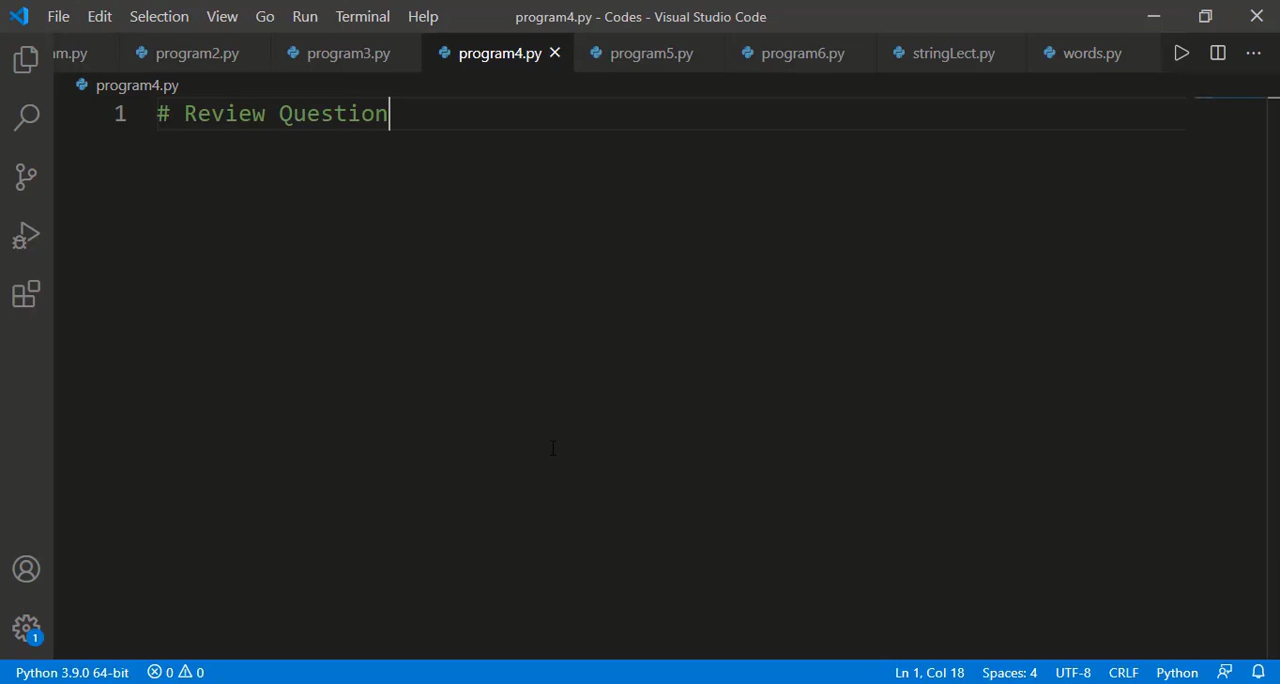 File Edit Selection View Go Run Terminal Help program4.py - Codes - Visual Studio Code
am.py program2.py program3.py program4.py program5.py program6.py stringLect.py words.py
program4.py
1 # Review Question
1
Python 3.9.0 64-bit 0 0 Ln 1, Col 18 Spaces: 4 UTF-8 CRLF Python